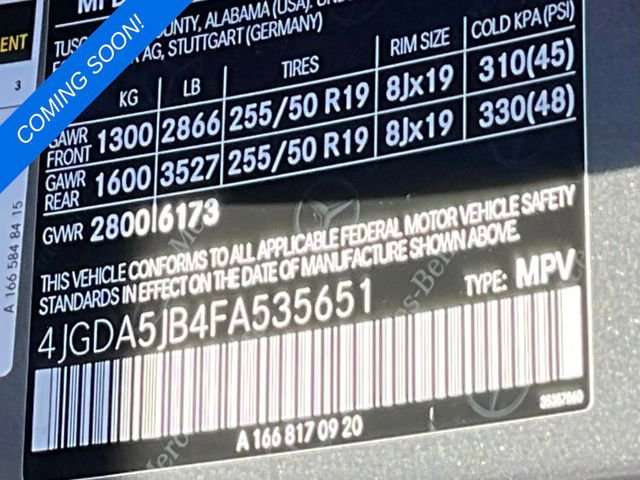 COMING SOON!
COUNTY, ALABAMA (USA).
AG, STUTTGART (GERMANY)
KG LB TIRES RIM SIZE COLD KPA(PSI)
GAWR FRONT 1300 2866 255/50 R19 8Jx19 310(45)
GAWR REAR 1600 3527 255/50 R19 8Jx19 330(48)
GVWR 2800 6173
THIS VEHICLE CONFORMS TO ALL APPLICABLE FEDERAL MOTOR VEHICLE SAFETY
STANDARDS IN EFFECT ON THE DATE OF MANUFACTURE SHOWN ABOVE.
4JGDA5JB4FA535651 TYPE: MPV
A 166 817 09 20
3
A 166 584 84 15